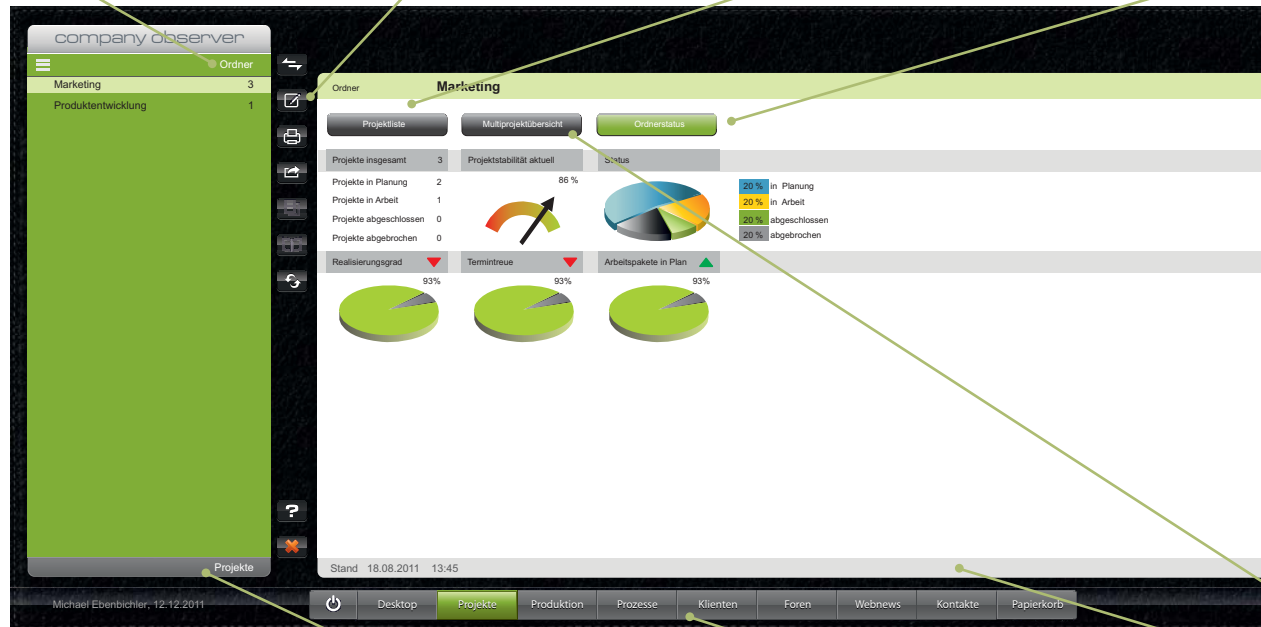 company observer
Ordner
Marketing 3
Produktentwicklung 1
Projekte
Michael Ebenbichler, 12.12.2011
Ordner Marketing
Projektliste Multiprojektübersicht Ordnerstatus
Projekte insgesamt 3 Projektstabilität aktuell Status
Projekte in Planung 2
Projekte in Arbeit 1
Projekte abgeschlossen 0
Projekte abgebrochen 0
86 %
20 % in Planung
20 % in Arbeit
20 % abgeschlossen
20 % abgebrochen
Realisierungsgrad Termintreue Arbeitspakete in Plan
93% 93% 93%
?
Stand 18.08.2011 13:45
Desktop Projekte Produktion Prozesse Klienten Foren Webnews Kontakte Papierkorb